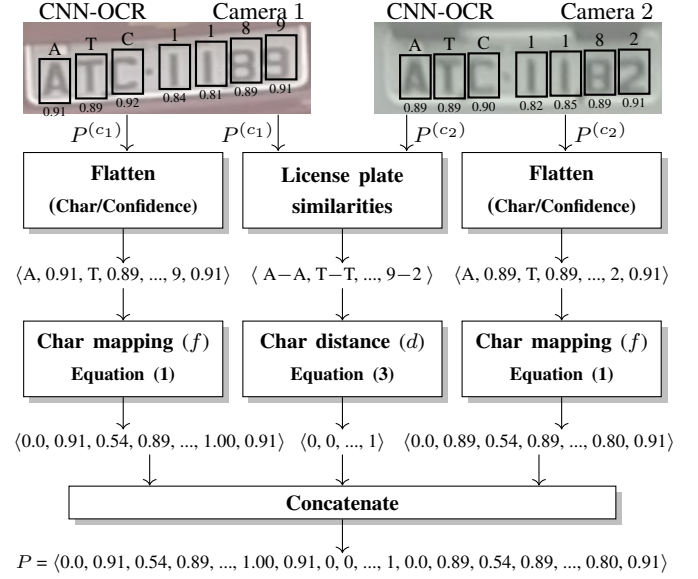 CNN-OCR Camera 1 CNN-OCR Camera 2
A T C 1 1 8 9 A T C 1 1 8 2
ATC·1189 ATC·1182
0.91 0.89 0.92 0.84 0.81 0.89 0.91 0.89 0.89 0.90 0.82 0.85 0.89 0.91
P^(c₁) P^(c₁) P^(c₂) P^(c₂)
Flatten License plate Flatten
(Char/Confidence) similarities (Char/Confidence)
⟨A, 0.91, T, 0.89, ..., 9, 0.91⟩ ⟨ A−A, T−T, ..., 9−2 ⟩ ⟨A, 0.89, T, 0.89, ..., 2, 0.91⟩
Char mapping (f) Char distance (d) Char mapping (f)
Equation (1) Equation (3) Equation (1)
⟨0.0, 0.91, 0.54, 0.89, ..., 1.00, 0.91⟩ ⟨0, 0, ..., 1⟩ ⟨0.0, 0.89, 0.54, 0.89, ..., 0.80, 0.91⟩
Concatenate
P = ⟨0.0, 0.91, 0.54, 0.89, ..., 1.00, 0.91, 0, 0, ..., 1, 0.0, 0.89, 0.54, 0.89, ..., 0.80, 0.91⟩